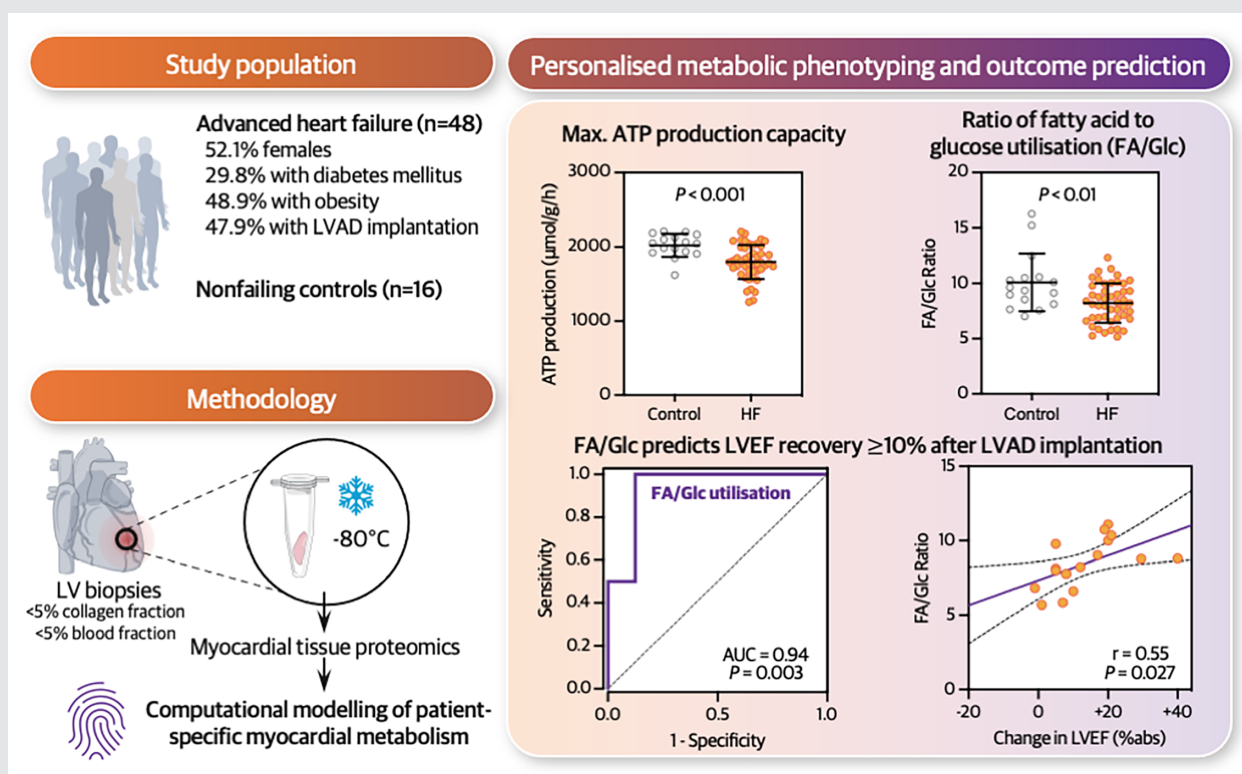 Study population
Advanced heart failure (n=48)
52.1% females
29.8% with diabetes mellitus
48.9% with obesity
47.9% with LVAD implantation
Nonfailing controls (n=16)
Methodology
-80°C
LV biopsies
<5% collagen fraction
<5% blood fraction
Myocardial tissue proteomics
Computational modelling of patient-
specific myocardial metabolism
Personalised metabolic phenotyping and outcome prediction
Max. ATP production capacity
ATP production (μmol/g/h)
3000
2000
1000
0
P < 0.001
Control HF
Ratio of fatty acid to
glucose utilisation (FA/Glc)
FA/Glc Ratio
20
15
10
5
0
P < 0.01
Control HF
FA/Glc predicts LVEF recovery ≥10% after LVAD implantation
Sensitivity
1.0
0.8
0.6
0.4
0.2
0.0
FA/Glc utilisation
AUC = 0.94
P = 0.003
0.0 0.5 1.0
1 - Specificity
FA/Glc Ratio
15
10
5
0
r = 0.55
P = 0.027
-20 0 +20 +40
Change in LVEF (%abs)